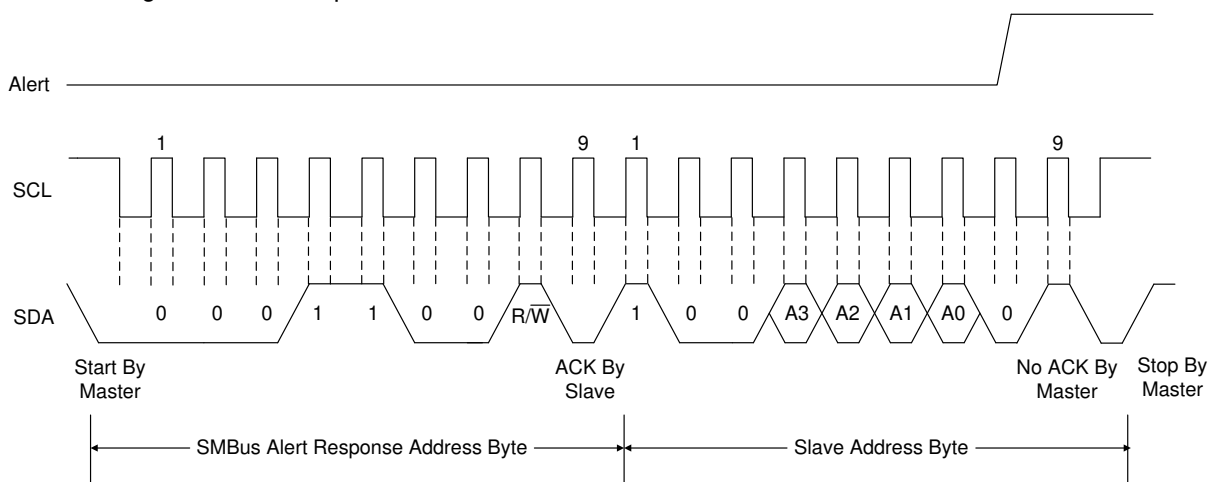 Alert
1 9 1 9
SCL
SDA 0 0 0 1 1 0 0 R/W̅ 1 0 0 A3 A2 A1 A0 0
Start By
Master
ACK By
Slave
No ACK By
Master
Stop By
Master
SMBus Alert Response Address Byte
Slave Address Byte